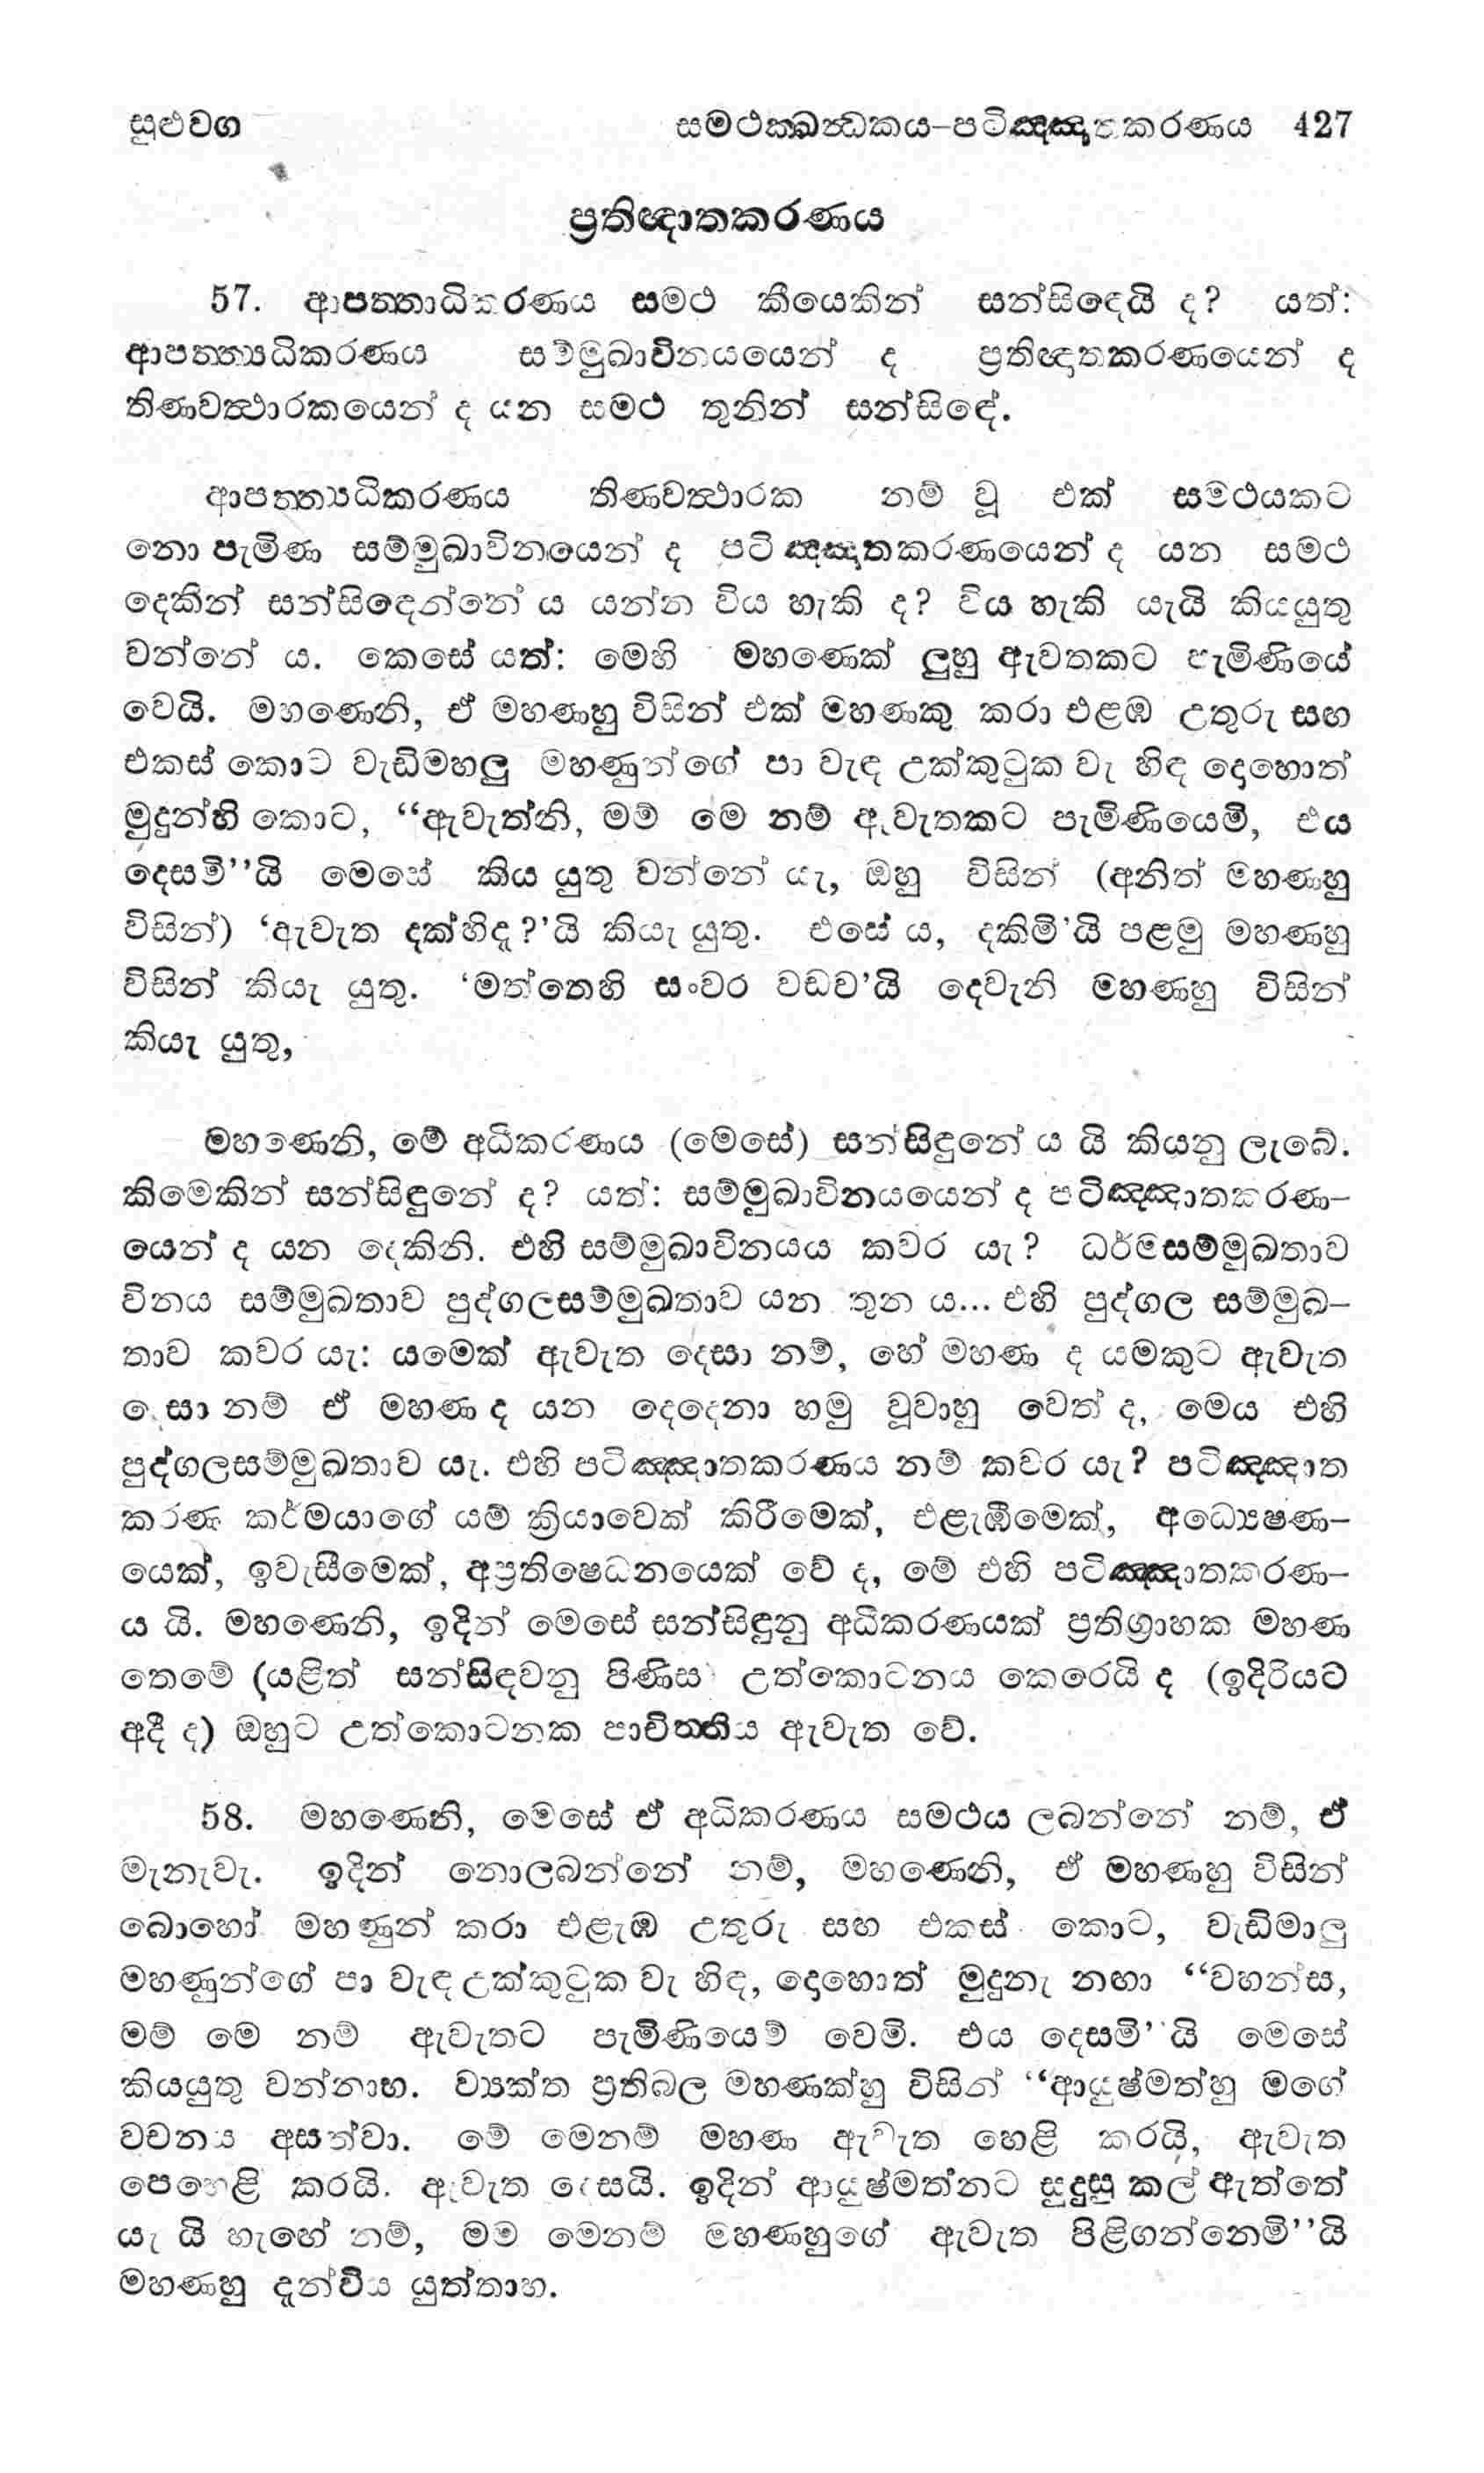 සුළුවග සමථක්ඛන්ධකය–පටිඤ්ඤාතකරණය 427
ප්‍රතිඥාතකරණය
57. ආපත්තාධිකරණය සමථ කීයෙකින් සන්සිඳෙයි ද? යත්:
ආපත්ත්‍යධිකරණය සම්මුඛාවිනයයෙන් ද ප්‍රතිඥාතකරණයෙන් ද
තිණවත්ථාරකයෙන් ද යන සමථ තුනින් සන්සිඳේ.
ආපත්ත්‍යධිකරණය තිණවත්ථාරක නම් වූ එක් සමථයකට
නො පැමිණ සම්මුඛාවිනයෙන් ද පටිඤ්ඤාතකරණයෙන් ද යන සමථ
දෙකින් සන්සිඳෙන්නේ ය යන්න විය හැකි ද? විය හැකි යැයි කියයුතු
වන්නේ ය. කෙසේ යත්: මෙහි මහණෙක් ලුහු ඇවතකට පැමිණියේ
වෙයි. මහණෙනි, ඒ මහණහු විසින් එක් මහණකු කරා එළඹ උතුරු සඟ
එකස් කොට වැඩිමහලු මහණුන්ගේ පා වැඳ උක්කුටුක වැ හිඳ දොහොත්
මුදුන්හි කොට, “ඇවැත්නි, මම් මෙ නම් ඇවැතකට පැමිණියෙමි, එය
දෙසමි”යි මෙසේ කිය යුතු වන්නේ යැ, ඔහු විසින් (අනිත් මහණහු
විසින්) ‘ඇවැත දක්හිදැ?’යි කියැ යුතු. එසේ ය, දකිමි’යි පළමු මහණහු
විසින් කියැ යුතු. ‘මත්තෙහි සංවර වඩව’යි දෙවැනි මහණහු විසින්
කියැ යුතු,
මහණෙනි, මේ අධිකරණය (මෙසේ) සන්සිඳුනේ ය යි කියනු ලැබේ.
කිමෙකින් සන්සිඳුනේ ද? යත්: සම්මුඛාවිනයයෙන් ද පටිඤ්ඤාතකරණ–
යෙන් ද යන දෙකිනි. එහි සම්මුඛාවිනයය කවර යැ? ධර්මසම්මුඛතාව
විනය සම්මුඛතාව පුද්ගලසම්මුඛතාව යන තුන ය... එහි පුද්ගල සම්මුඛ–
තාව කවර යැ: යමෙක් ඇවැත දෙසා නම්, හේ මහණ ද යමකුට ඇවැත
දෙසා නම් ඒ මහණ ද යන දෙදෙනා හමු වූවාහු වෙත් ද, මෙය එහි
පුද්ගලසම්මුඛතාව යැ. එහි පටිඤ්ඤාතකරණය නම් කවර යැ? පටිඤ්ඤාත
කරණ කර්මයාගේ යම් ක්‍රියාවෙක් කිරීමෙක්, එළැඹීමෙක්, අධ්‍යෙෂණ–
යෙක්, ඉවැසීමෙක්, අප්‍රතිෂෙධනයෙක් වේ ද, මේ එහි පටිඤ්ඤාතකරණ–
ය යි. මහණෙනි, ඉදින් මෙසේ සන්සිඳුනු අධිකරණයක් ප්‍රතිග්‍රාහක මහණ
තෙමේ (යළිත් සන්සිඳවනු පිණිස) උත්කොටනය කෙරෙයි ද (ඉදිරියට
අදී ද) ඔහුට උත්කොටනක පාචිත්තිය ඇවැත වේ.
58. මහණෙනි, මෙසේ ඒ අධිකරණය සමථය ලබන්නේ නම්, ඒ
මැනැවැ. ඉදින් නොලබන්නේ නම්, මහණෙනි, ඒ මහණහු විසින්
බොහෝ මහණුන් කරා එළැඹ උතුරු සඟ එකස් කොට, වැඩිමාලු
මහණුන්ගේ පා වැඳ උක්කුටුක වැ හිඳ, දොහොත් මුදුනැ නඟා “වහන්ස,
මම් මෙ නම් ඇවැතට පැමිණියෙම් වෙමි. එය දෙසමි”යි මෙසේ
කියයුතු වන්නාහ. ව්‍යක්ත ප්‍රතිබල මහණක්හු විසින් “ආයුෂ්මත්හු මගේ
වචනය අසත්වා. මේ මෙනම් මහණ ඇවැත හෙළි කරයි, ඇවැත
පෙහෙළි කරයි. ඇවැත දෙසයි. ඉදින් ආයුෂ්මත්නට සුදුසු කල් ඇත්තේ
යැ යි හැඟේ නම්, මම මෙනම් මහණහුගේ ඇවැත පිළිගන්නෙමි”යි
මහණහු දැන්විය යුත්තාහ.